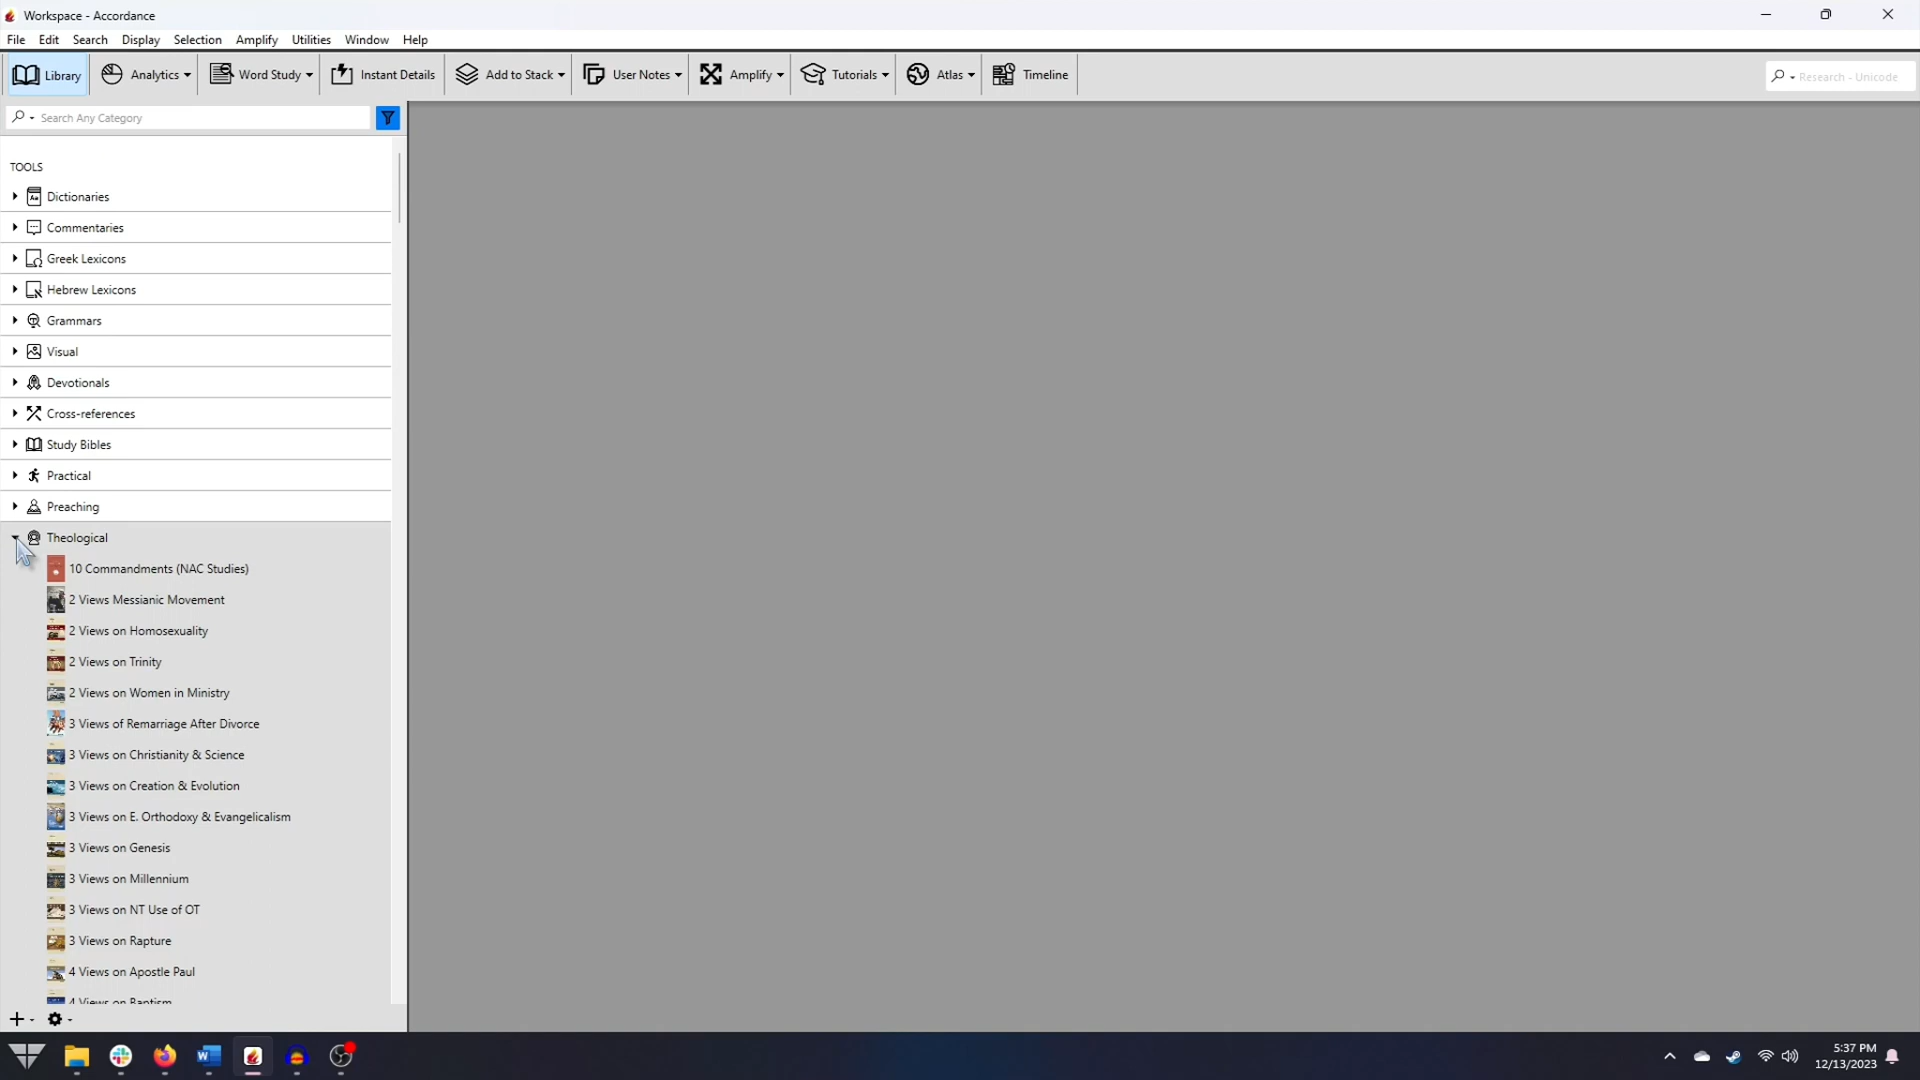 Workspace - Accordance
File Edit Search Display Selection Amplify Utilities Window Help
Library Analytics Word Study Instant Details Add to Stack User Notes Amplify Tutorials Atlas Timeline Research - Unicode
Search Any Category
TOOLS
Dictionaries
Commentaries
Greek Lexicons
Hebrew Lexicons
Grammars
Visual
Devotionals
Cross-references
Study Bibles
Practical
Preaching
Theological
10 Commandments (NAC Studies)
2 Views Messianic Movement
2 Views on Homosexuality
2 Views on Trinity
2 Views on Women in Ministry
3 Views of Remarriage After Divorce
3 Views on Christianity & Science
3 Views on Creation & Evolution
3 Views on E. Orthodoxy & Evangelicalism
3 Views on Genesis
3 Views on Millennium
3 Views on NT Use of OT
3 Views on Rapture
4 Views on Apostle Paul
4 Views on Baptism
5:37 PM
12/13/2023